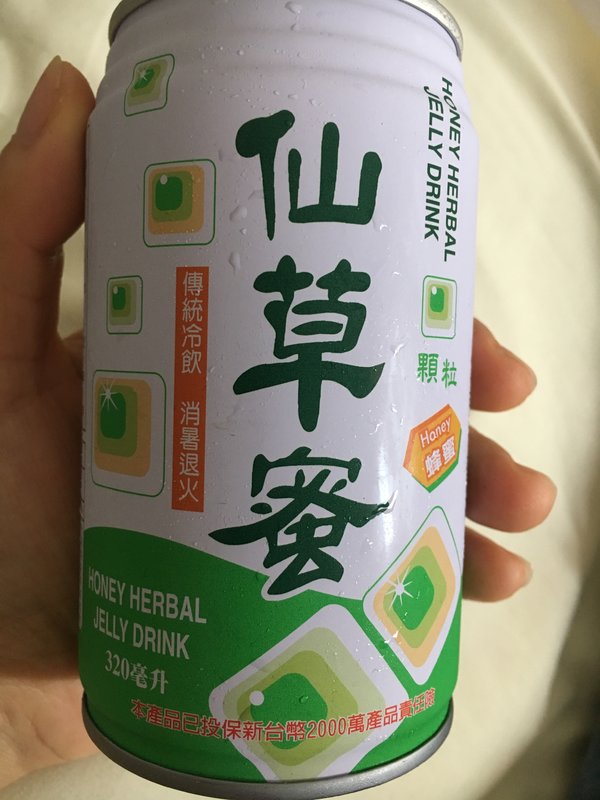 仙草蜜
HONEY HERBAL
JELLY DRINK
傳統冷飲 消暑退火
顆粒
Honey
蜂蜜
HONEY HERBAL
JELLY DRINK
320毫升
本產品已投保新台幣2000萬產品責任險